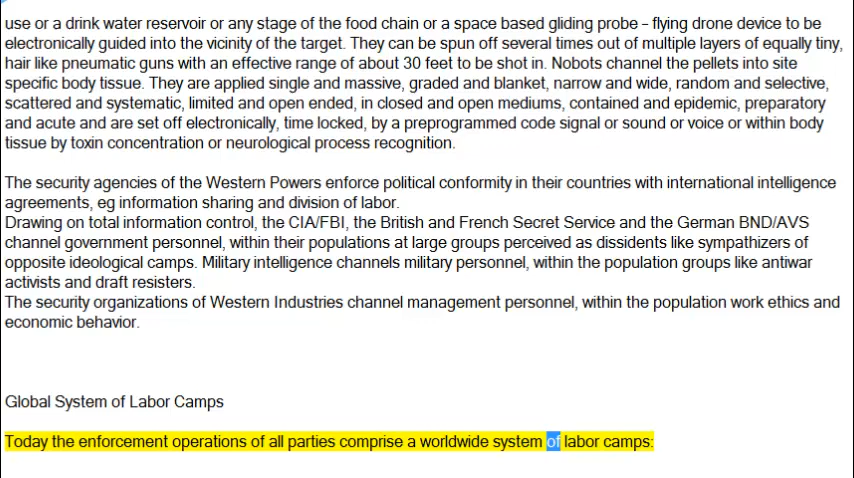 use or a drink water reservoir or any stage of the food chain or a space based gliding probe – flying drone device to be
electronically guided into the vicinity of the target. They can be spun off several times out of multiple layers of equally tiny,
hair like pneumatic guns with an effective range of about 30 feet to be shot in. Nobots channel the pellets into site
specific body tissue. They are applied single and massive, graded and blanket, narrow and wide, random and selective,
scattered and systematic, limited and open ended, in closed and open mediums, contained and epidemic, preparatory
and acute and are set off electronically, time locked, by a preprogrammed code signal or sound or voice or within body
tissue by toxin concentration or neurological process recognition.
The security agencies of the Western Powers enforce political conformity in their countries with international intelligence
agreements, eg information sharing and division of labor.
Drawing on total information control, the CIA/FBI, the British and French Secret Service and the German BND/AVS
channel government personnel, within their populations at large groups perceived as dissidents like sympathizers of
opposite ideological camps. Military intelligence channels military personnel, within the population groups like antiwar
activists and draft resisters.
The security organizations of Western Industries channel management personnel, within the population work ethics and
economic behavior.
Global System of Labor Camps
Today the enforcement operations of all parties comprise a worldwide system of labor camps: